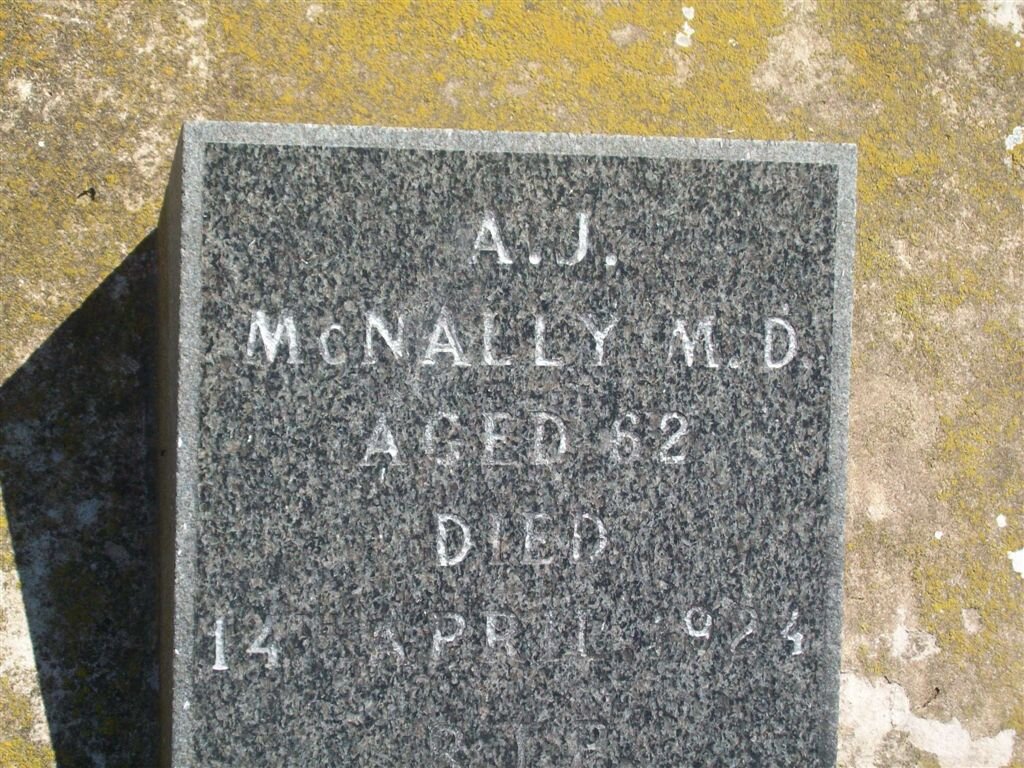 A.J.
McNALLY M.D.
AGED 62
DIED
14 APRIL 1924
R.I.P.